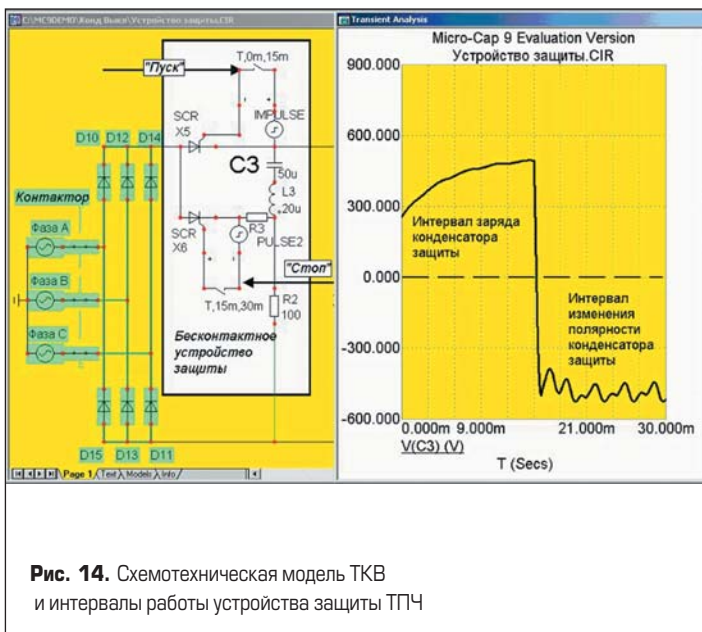 E:\MC9DEMO\Конд Выкл\Устройство защиты.CIR
"Пуск"
T,0m,15m
SCR
X5
IMPULSE
D10 D12 D14
C3
50u
L3
20u
Контактор
Фаза А
SCR
X6
R3
PULSE2
Фаза В
"Стоп"
T,15m,30m
R2
100
Фаза С
Бесконтактное
устройство
защиты
D15 D13 D11
Page 1 Text Models Info
Transient Analysis
Micro-Cap 9 Evaluation Version
Устройство защиты.CIR
900.000
600.000
300.000
0.000
-300.000
-600.000
Интервал заряда
конденсатора
защиты
Интервал
изменения
полярности
конденсатора
защиты
0.000m 9.000m 21.000m 30.000m
V(C3) (V)
T (Secs)
Рис. 14. Схемотехническая модель ТКВ
и интервалы работы устройства защиты ТПЧ